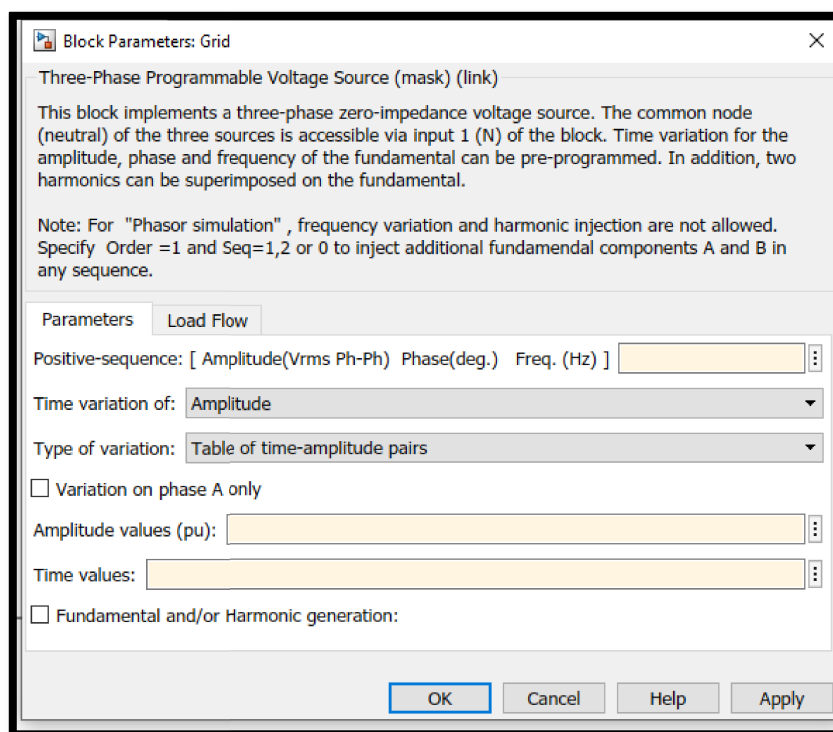 Block Parameters: Grid
Three-Phase Programmable Voltage Source (mask) (link)
This block implements a three-phase zero-impedance voltage source. The common node
(neutral) of the three sources is accessible via input 1 (N) of the block. Time variation for the
amplitude, phase and frequency of the fundamental can be pre-programmed. In addition, two
harmonics can be superimposed on the fundamental.
Note: For "Phasor simulation" , frequency variation and harmonic injection are not allowed.
Specify Order =1 and Seq=1,2 or 0 to inject additional fundamendal components A and B in
any sequence.
Parameters Load Flow
Positive-sequence: [ Amplitude(Vrms Ph-Ph) Phase(deg.) Freq. (Hz) ]
Time variation of: Amplitude
Type of variation: Table of time-amplitude pairs
Variation on phase A only
Amplitude values (pu):
Time values:
Fundamental and/or Harmonic generation:
OK Cancel Help Apply